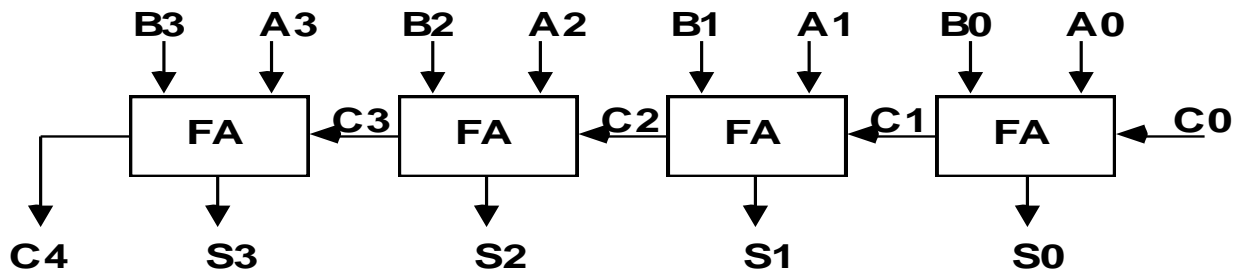 B3 A3 B2 A2 B1 A1 B0 A0
FA C3 FA C2 FA C1 FA C0
C4 S3 S2 S1 S0